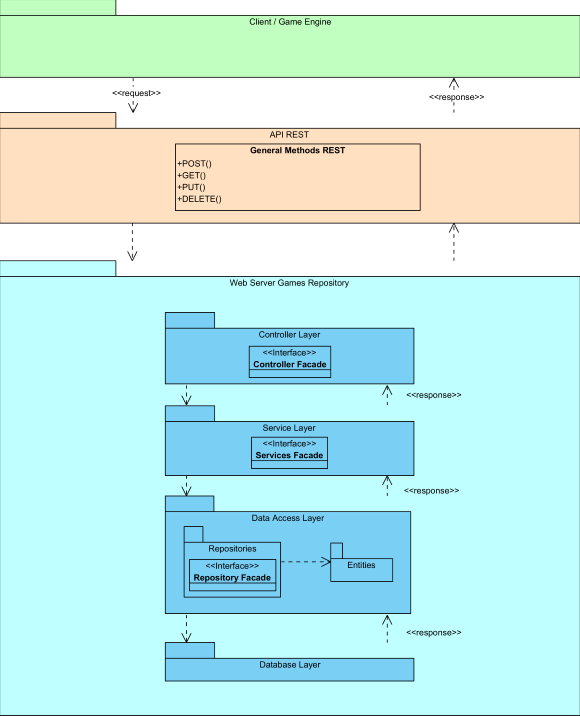 Client / Game Engine
<<request>>
<<response>>
API REST
General Methods REST
+POST()
+GET()
+PUT()
+DELETE()
Web Server Games Repository
Controller Layer
<<Interface>>
Controller Facade
<<response>>
Service Layer
<<Interface>>
Services Facade
<<response>>
Data Access Layer
Repositories
<<Interface>>
Repository Facade
Entities
<<response>>
Database Layer